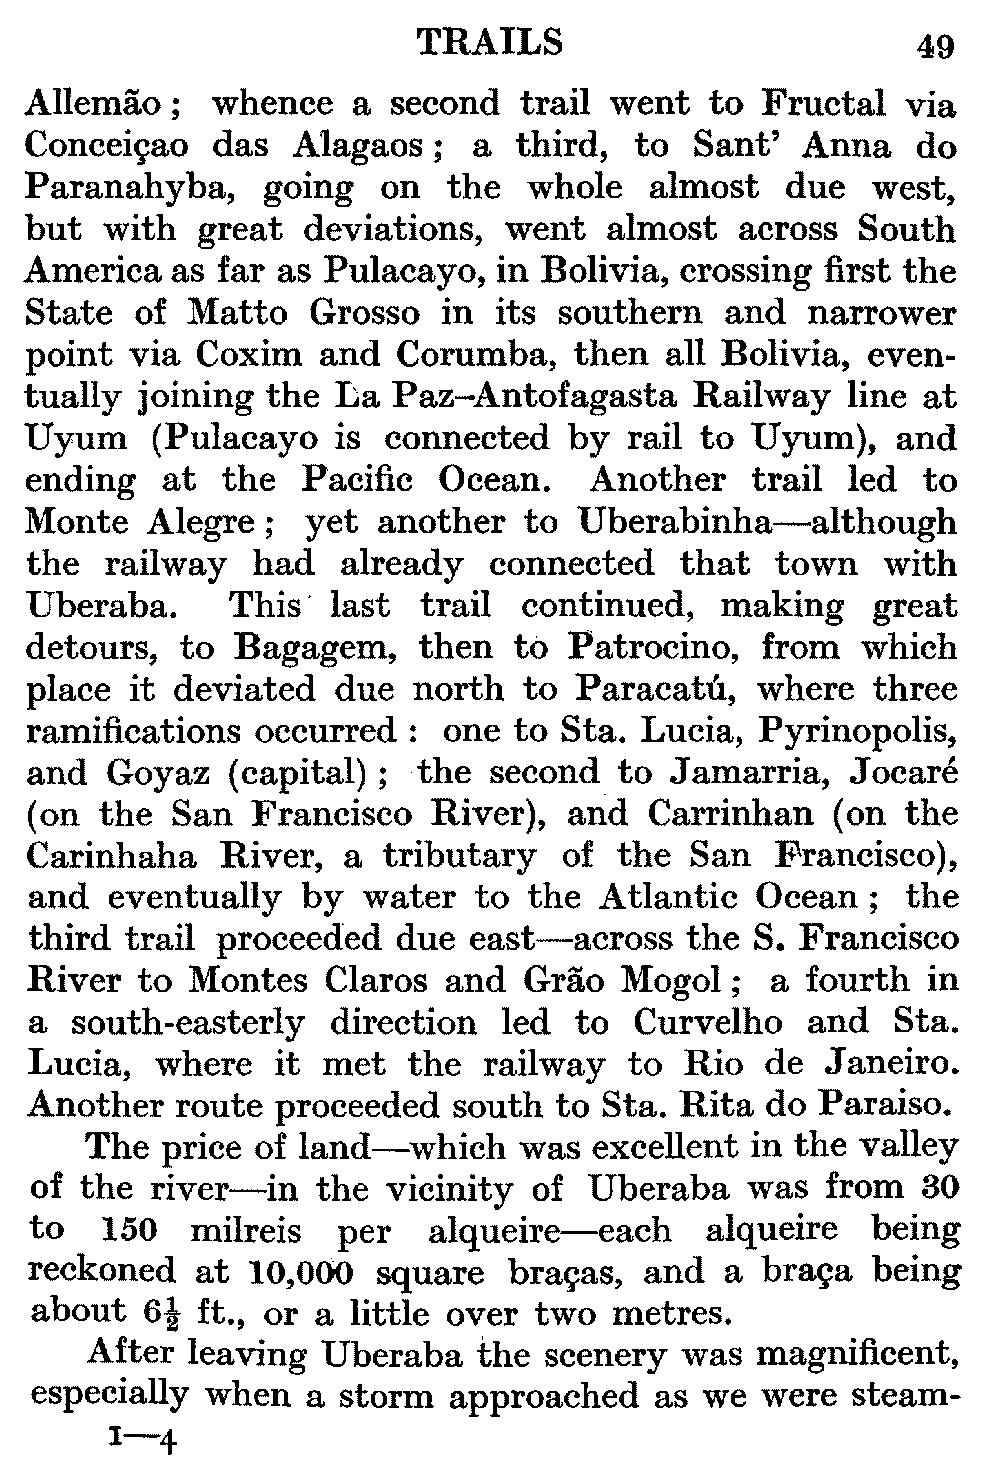 TRAILS 49
Allemão ; whence a second trail went to Fructal via
Conceiçao das Alagaos ; a third, to Sant' Anna do
Paranahyba, going on the whole almost due west,
but with great deviations, went almost across South
America as far as Pulacayo, in Bolivia, crossing first the
State of Matto Grosso in its southern and narrower
point via Coxim and Corumba, then all Bolivia, even-
tually joining the La Paz–Antofagasta Railway line at
Uyum (Pulacayo is connected by rail to Uyum), and
ending at the Pacific Ocean. Another trail led to
Monte Alegre ; yet another to Uberabinha—although
the railway had already connected that town with
Uberaba. This last trail continued, making great
detours, to Bagagem, then to Patrocino, from which
place it deviated due north to Paracatú, where three
ramifications occurred : one to Sta. Lucia, Pyrinopolis,
and Goyaz (capital) ; the second to Jamarria, Jocaré
(on the San Francisco River), and Carrinhan (on the
Carinhaha River, a tributary of the San Francisco),
and eventually by water to the Atlantic Ocean ; the
third trail proceeded due east—across the S. Francisco
River to Montes Claros and Grão Mogol ; a fourth in
a south-easterly direction led to Curvelho and Sta.
Lucia, where it met the railway to Rio de Janeiro.
Another route proceeded south to Sta. Rita do Paraiso.
The price of land—which was excellent in the valley
of the river—in the vicinity of Uberaba was from 30
to 150 milreis per alqueire—each alqueire being
reckoned at 10,000 square braças, and a braça being
about 6½ ft., or a little over two metres.
After leaving Uberaba the scenery was magnificent,
especially when a storm approached as we were steam-
I—4